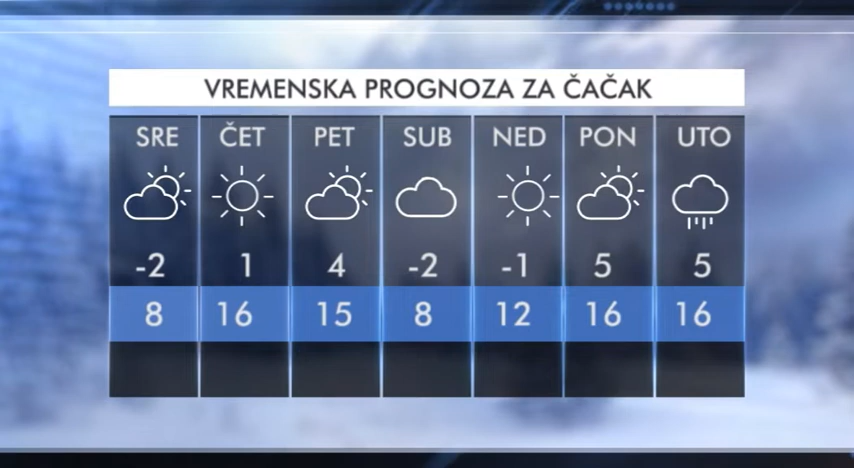 VREMENSKA PROGNOZA ZA ČAČAK
SRE ČET PET SUB NED PON UTO
-2 1 4 -2 -1 5 5
8 16 15 8 12 16 16